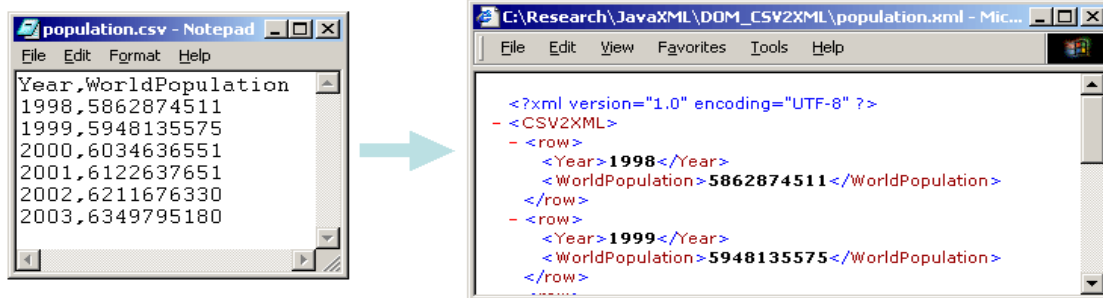 population.csv - Notepad
File Edit Format Help
Year,WorldPopulation
1998,5862874511
1999,5948135575
2000,6034636551
2001,6122637651
2002,6211676330
2003,6349795180
C:\Research\JavaXML\DOM_CSV2XML\population.xml - Mic...
File Edit View Favorites Tools Help
<?xml version="1.0" encoding="UTF-8" ?>
- <CSV2XML>
- <row>
<Year>1998</Year>
<WorldPopulation>5862874511</WorldPopulation>
</row>
- <row>
<Year>1999</Year>
<WorldPopulation>5948135575</WorldPopulation>
</row>